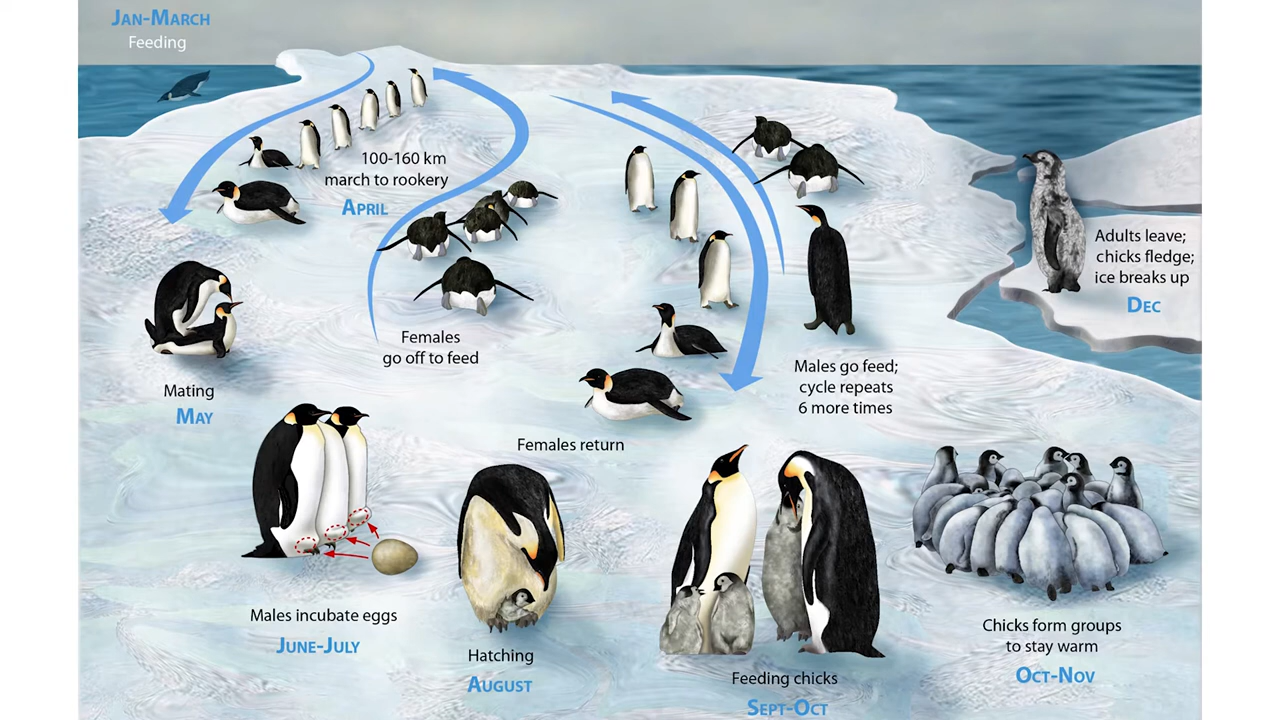 JAN-MARCH
Feeding
100-160 km
march to rookery
APRIL
Females
go off to feed
Mating
MAY
Males incubate eggs
JUNE-JULY
Hatching
AUGUST
Females return
Males go feed;
cycle repeats
6 more times
Feeding chicks
SEPT-OCT
Chicks form groups
to stay warm
OCT-NOV
Adults leave;
chicks fledge;
ice breaks up
DEC